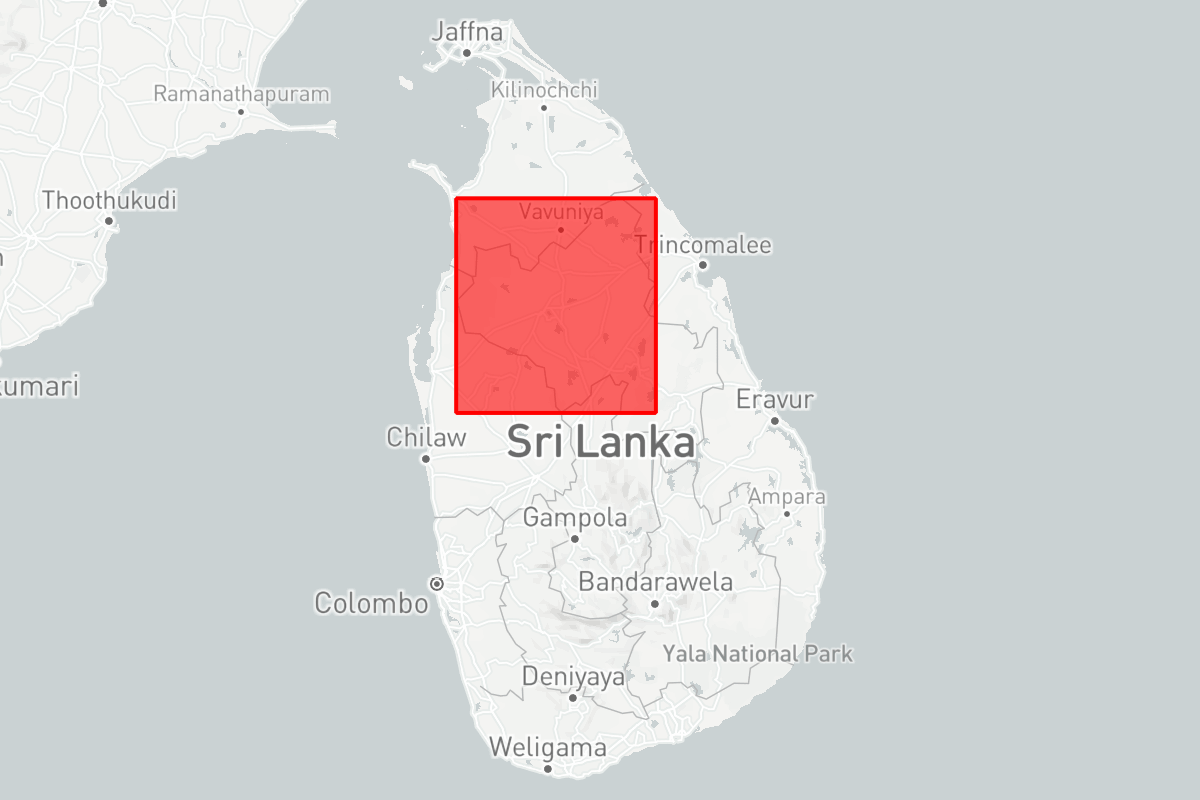 Jaffna
Kilinochchi
Ramanathapuram
Thoothukudi
Vavuniya
Trincomalee
kumari
Eravur
Chilaw
Sri Lanka
Ampara
Gampola
Bandarawela
Colombo
Yala National Park
Deniyaya
Weligama